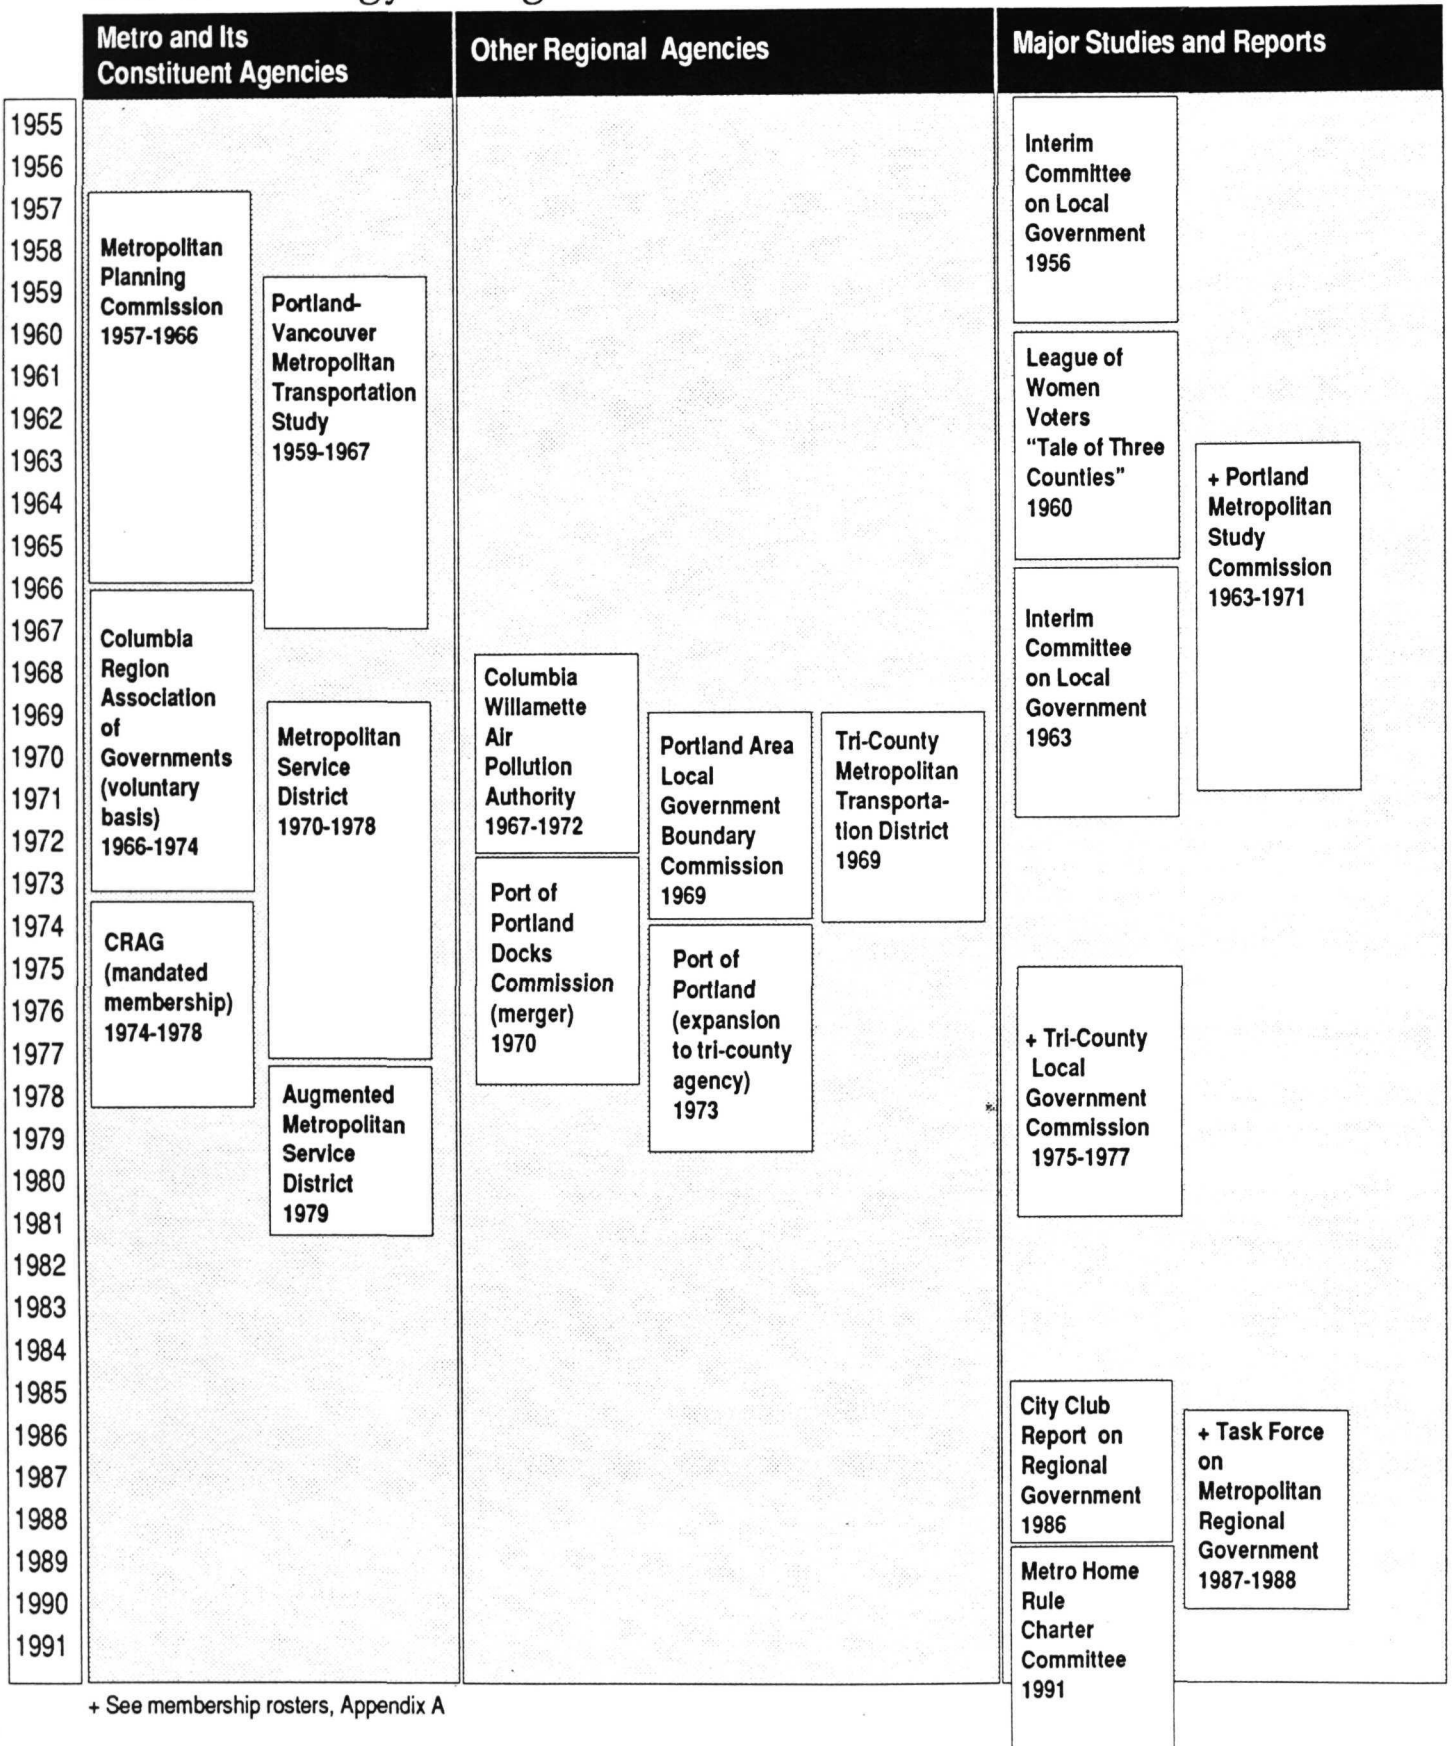 Metro and Its
Constituent Agencies
Other Regional Agencies
Major Studies and Reports
1955
1956
1957
1958
1959
1960
1961
1962
1963
1964
1965
1966
1967
1968
1969
1970
1971
1972
1973
1974
1975
1976
1977
1978
1979
1980
1981
1982
1983
1984
1985
1986
1987
1988
1989
1990
1991
Metropolitan
Planning
Commission
1957-1966
Portland-
Vancouver
Metropolitan
Transportation
Study
1959-1967
Columbia
Region
Association
of
Governments
(voluntary
basis)
1966-1974
Metropolitan
Service
District
1970-1978
CRAG
(mandated
membership)
1974-1978
Augmented
Metropolitan
Service
District
1979
Columbia
Willamette
Air
Pollution
Authority
1967-1972
Portland Area
Local
Government
Boundary
Commission
1969
Tri-County
Metropolitan
Transporta-
tion District
1969
Port of
Portland
Docks
Commission
(merger)
1970
Port of
Portland
(expansion
to tri-county
agency)
1973
Interim
Committee
on Local
Government
1956
League of
Women
Voters
“Tale of Three
Counties”
1960
+ Portland
Metropolitan
Study
Commission
1963-1971
Interim
Committee
on Local
Government
1963
+ Tri-County
Local
Government
Commission
1975-1977
City Club
Report on
Regional
Government
1986
+ Task Force
on
Metropolitan
Regional
Government
1987-1988
Metro Home
Rule
Charter
Committee
1991
+ See membership rosters, Appendix A